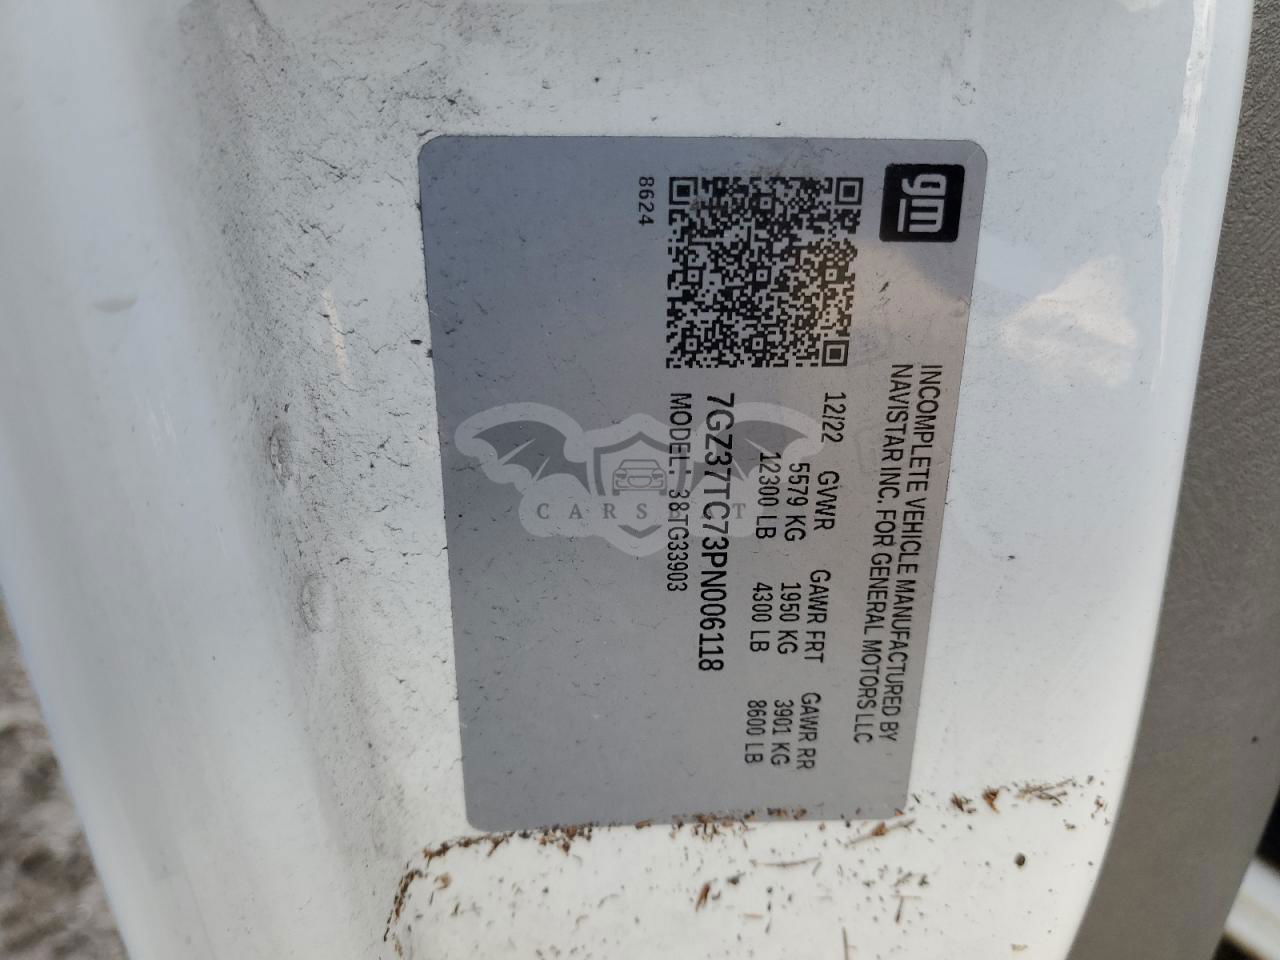 gm
INCOMPLETE VEHICLE MANUFACTURED BY
NAVISTAR INC. FOR GENERAL MOTORS LLC
12/22 GVWR GAWR FRT GAWR RR
5579 KG 1950 KG 3901 KG
12300 LB 4300 LB 8600 LB
7GZ37TC73PN006118
MODEL: 38TG33903
8624